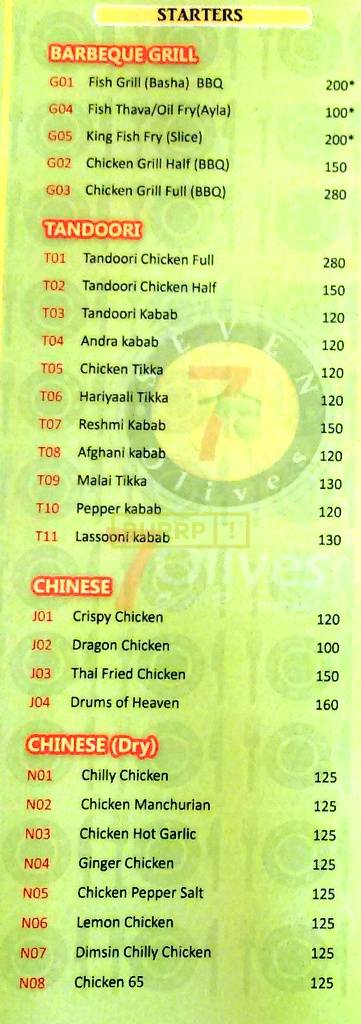 STARTERS
BARBEQUE GRILL
G01 Fish Grill (Basha) BBQ 200*
G04 Fish Thava/Oil Fry(Ayla) 100*
G05 King Fish Fry (Slice) 200*
G02 Chicken Grill Half (BBQ) 150
G03 Chicken Grill Full (BBQ) 280
TANDOORI
T01 Tandoori Chicken Full 280
T02 Tandoori Chicken Half 150
T03 Tandoori Kabab 120
T04 Andra kabab 120
T05 Chicken Tikka 120
T06 Hariyaali Tikka 120
T07 Reshmi Kabab 150
T08 Afghani kabab 120
T09 Malai Tikka 130
T10 Pepper kabab 120
T11 Lassooni kabab 130
SEVEN
7
Olives
BURRP!
7 Olives
CHINESE
J01 Crispy Chicken 120
J02 Dragon Chicken 100
J03 Thai Fried Chicken 150
J04 Drums of Heaven 160
CHINESE (Dry)
N01 Chilly Chicken 125
N02 Chicken Manchurian 125
N03 Chicken Hot Garlic 125
N04 Ginger Chicken 125
N05 Chicken Pepper Salt 125
N06 Lemon Chicken 125
N07 Dimsin Chilly Chicken 125
N08 Chicken 65 125